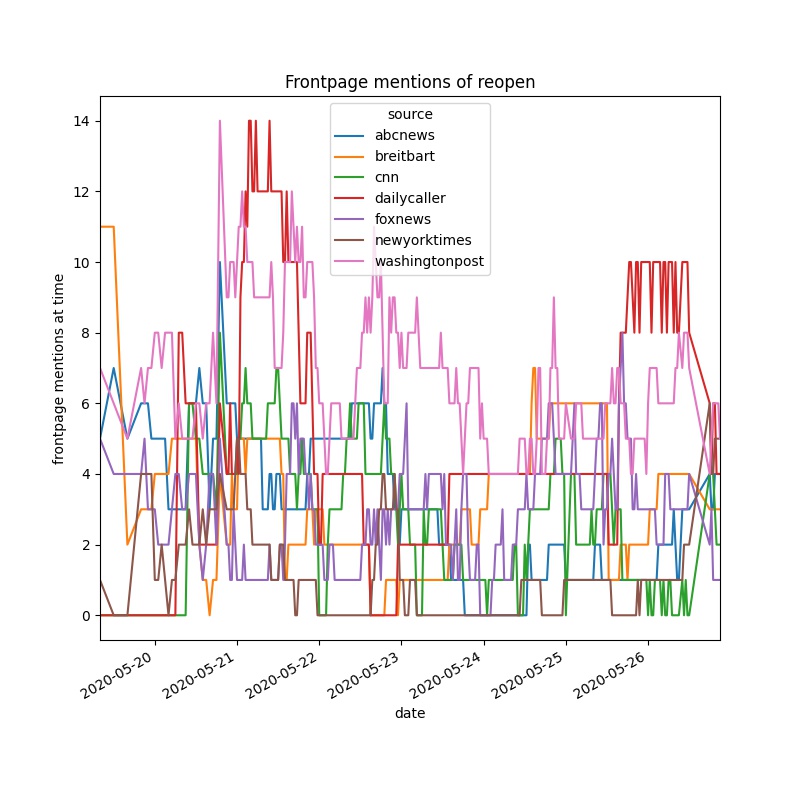 Frontpage mentions of reopen
source
abcnews
breitbart
cnn
dailycaller
foxnews
newyorktimes
washingtonpost
frontpage mentions at time
14
12
10
8
6
4
2
0
2020-05-20
2020-05-21
2020-05-22
2020-05-23
2020-05-24
2020-05-25
2020-05-26
date